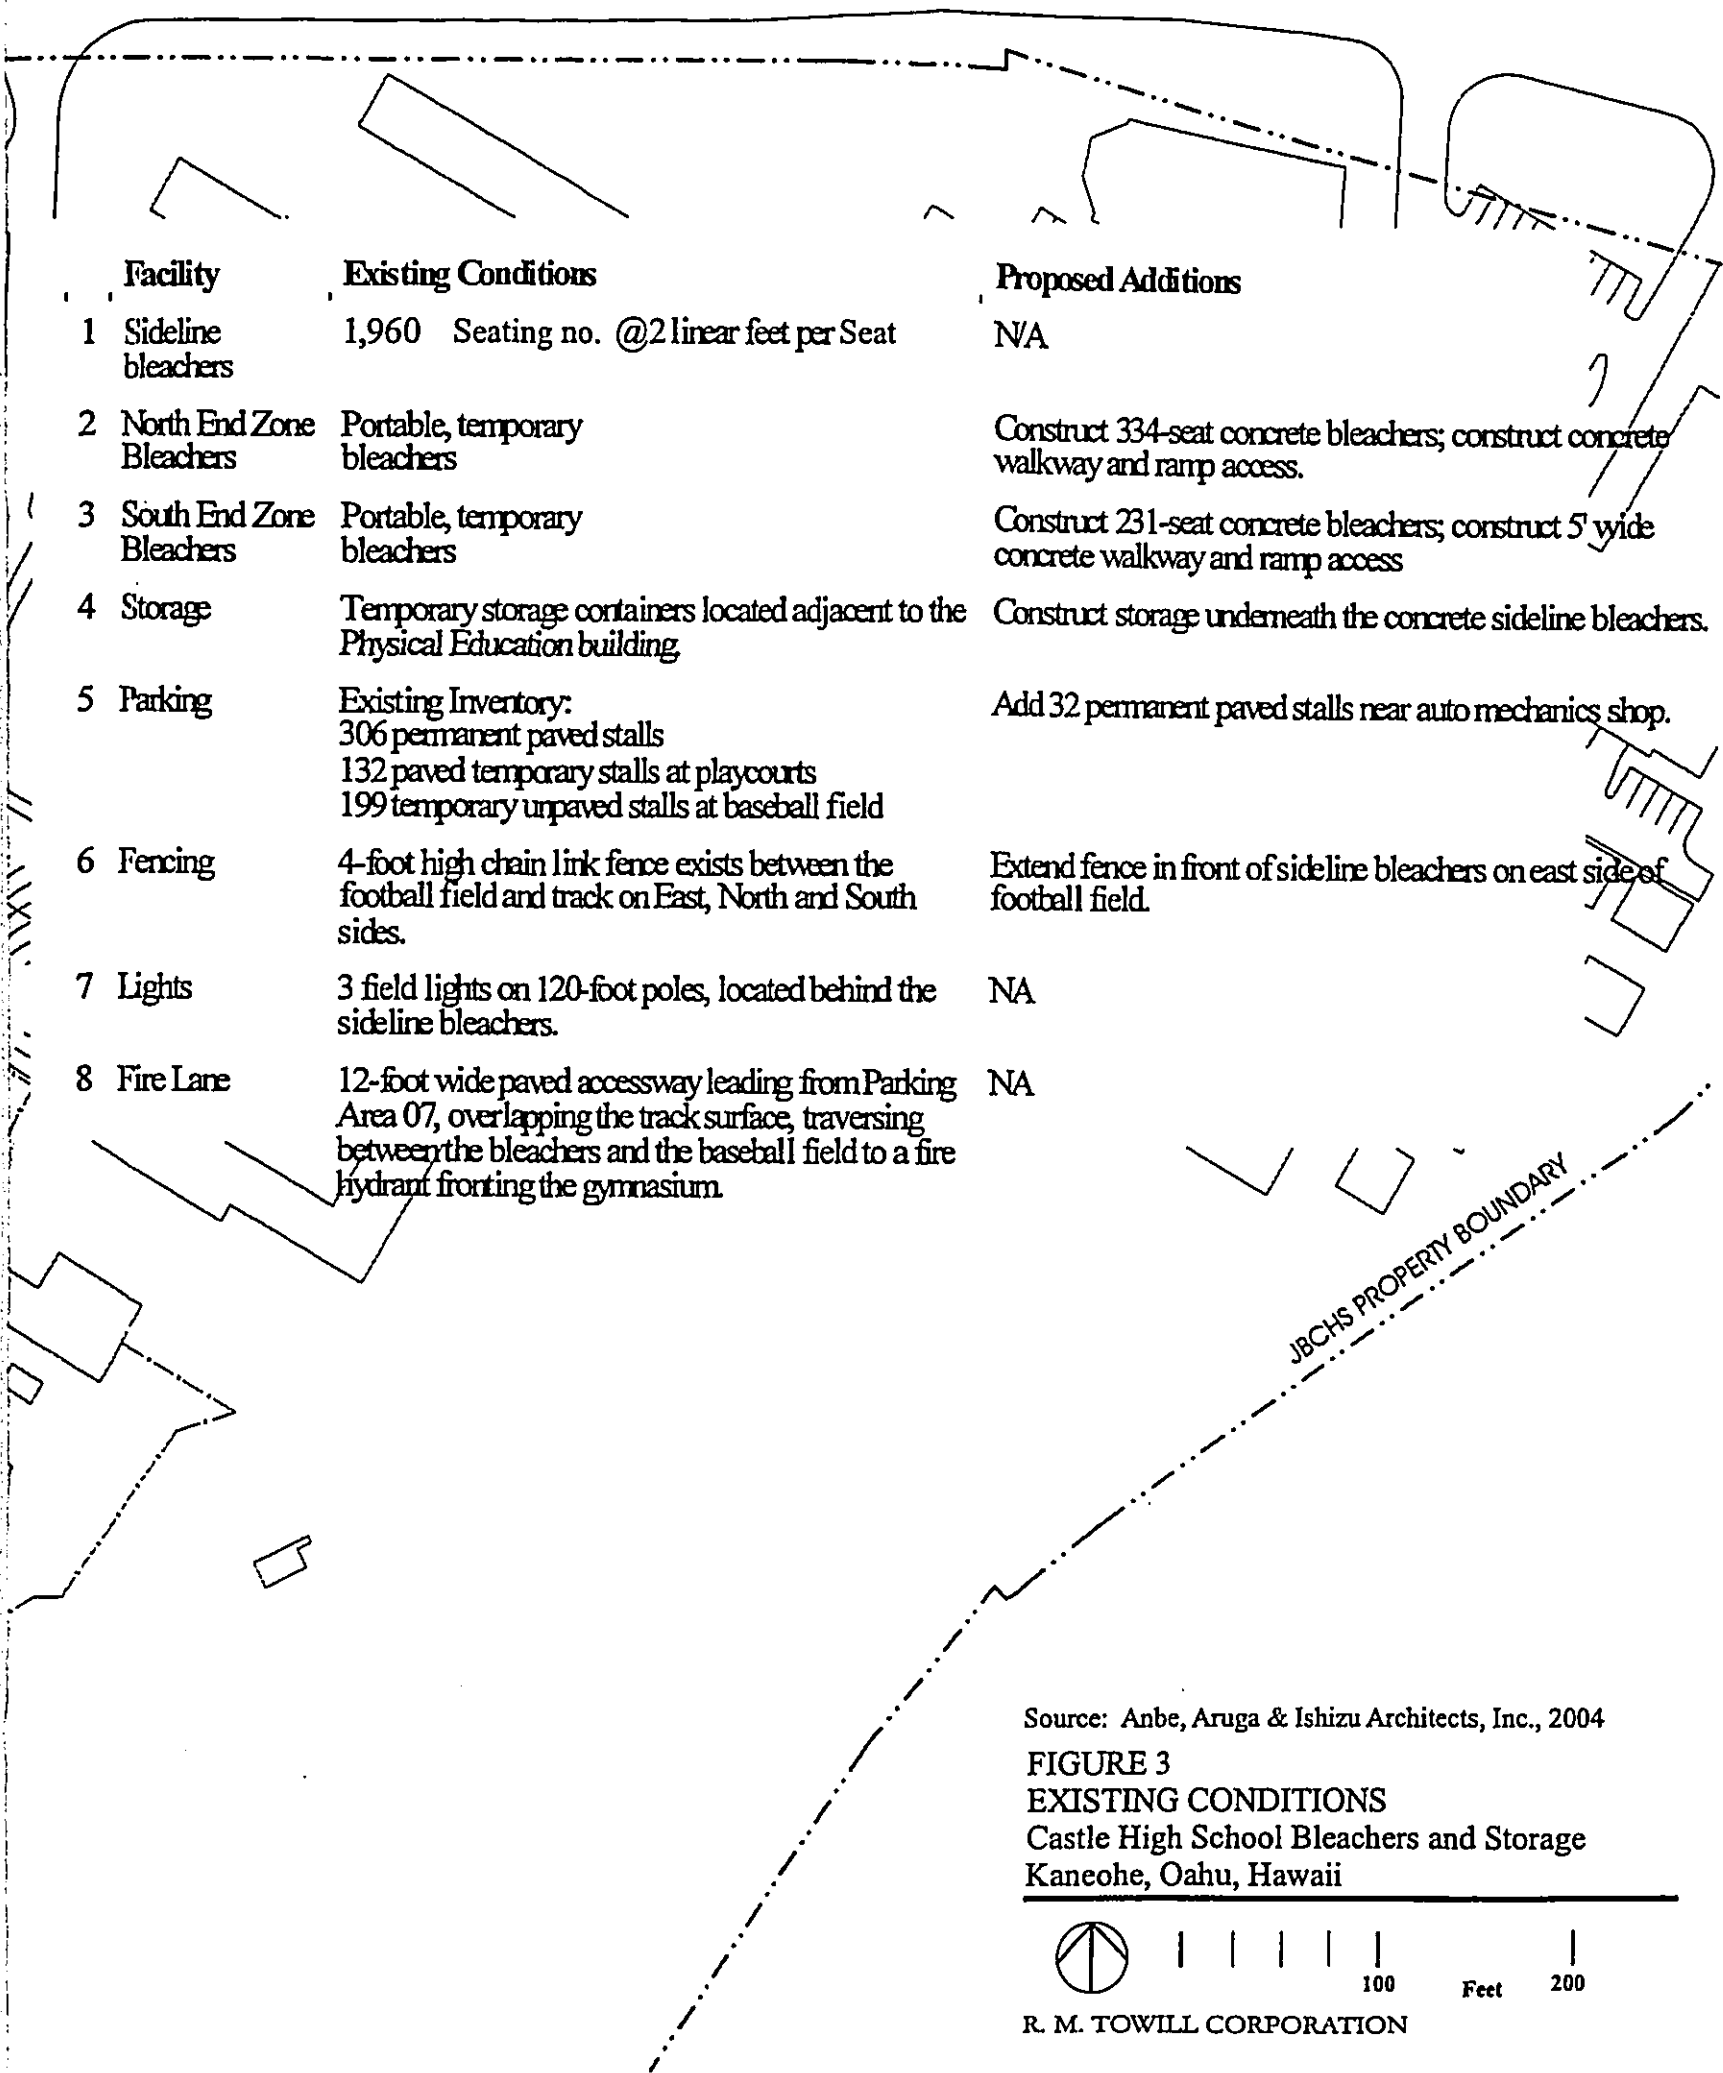 Facility Existing Conditions Proposed Additions
1 Sideline 1,960 Seating no. @2 linear feet per Seat N/A
bleachers
2 North End Zone Portable, temporary Construct 334-seat concrete bleachers; construct concrete
Bleachers bleachers walkway and ramp access.
3 South End Zone Portable, temporary Construct 231-seat concrete bleachers; construct 5' wide
Bleachers bleachers concrete walkway and ramp access
4 Storage Temporary storage containers located adjacent to the Construct storage underneath the concrete sideline bleachers.
Physical Education building.
5 Parking Existing Inventory: Add 32 permanent paved stalls near auto mechanics shop.
306 permanent paved stalls
132 paved temporary stalls at playcourts
199 temporary unpaved stalls at baseball field
6 Fencing 4-foot high chain link fence exists between the Extend fence in front of sideline bleachers on east side of
football field and track on East, North and South football field.
sides.
7 Lights 3 field lights on 120-foot poles, located behind the NA
sideline bleachers.
8 Fire Lane 12-foot wide paved accessway leading from Parking NA
Area 07, overlapping the track surface, traversing
between the bleachers and the baseball field to a fire
hydrant fronting the gymnasium.
JBCHS PROPERTY BOUNDARY
Source: Anbe, Aruga & Ishizu Architects, Inc., 2004
FIGURE 3
EXISTING CONDITIONS
Castle High School Bleachers and Storage
Kaneohe, Oahu, Hawaii
100 Feet 200
R. M. TOWILL CORPORATION